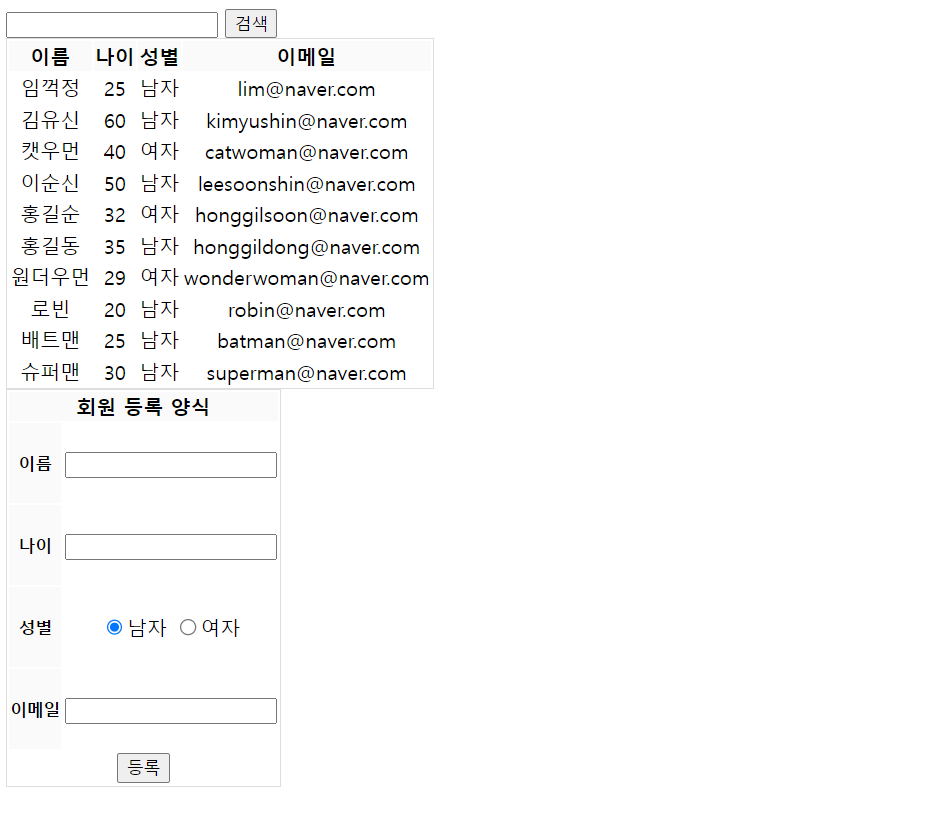 검색
이름 나이 성별 이메일
임꺽정 25 남자 lim@naver.com
김유신 60 남자 kimyushin@naver.com
캣우먼 40 여자 catwoman@naver.com
이순신 50 남자 leesoonshin@naver.com
홍길순 32 여자 honggilsoon@naver.com
홍길동 35 남자 honggildong@naver.com
원더우먼 29 여자 wonderwoman@naver.com
로빈 20 남자 robin@naver.com
배트맨 25 남자 batman@naver.com
슈퍼맨 30 남자 superman@naver.com
회원 등록 양식
이름
나이
성별 남자 여자
이메일
등록